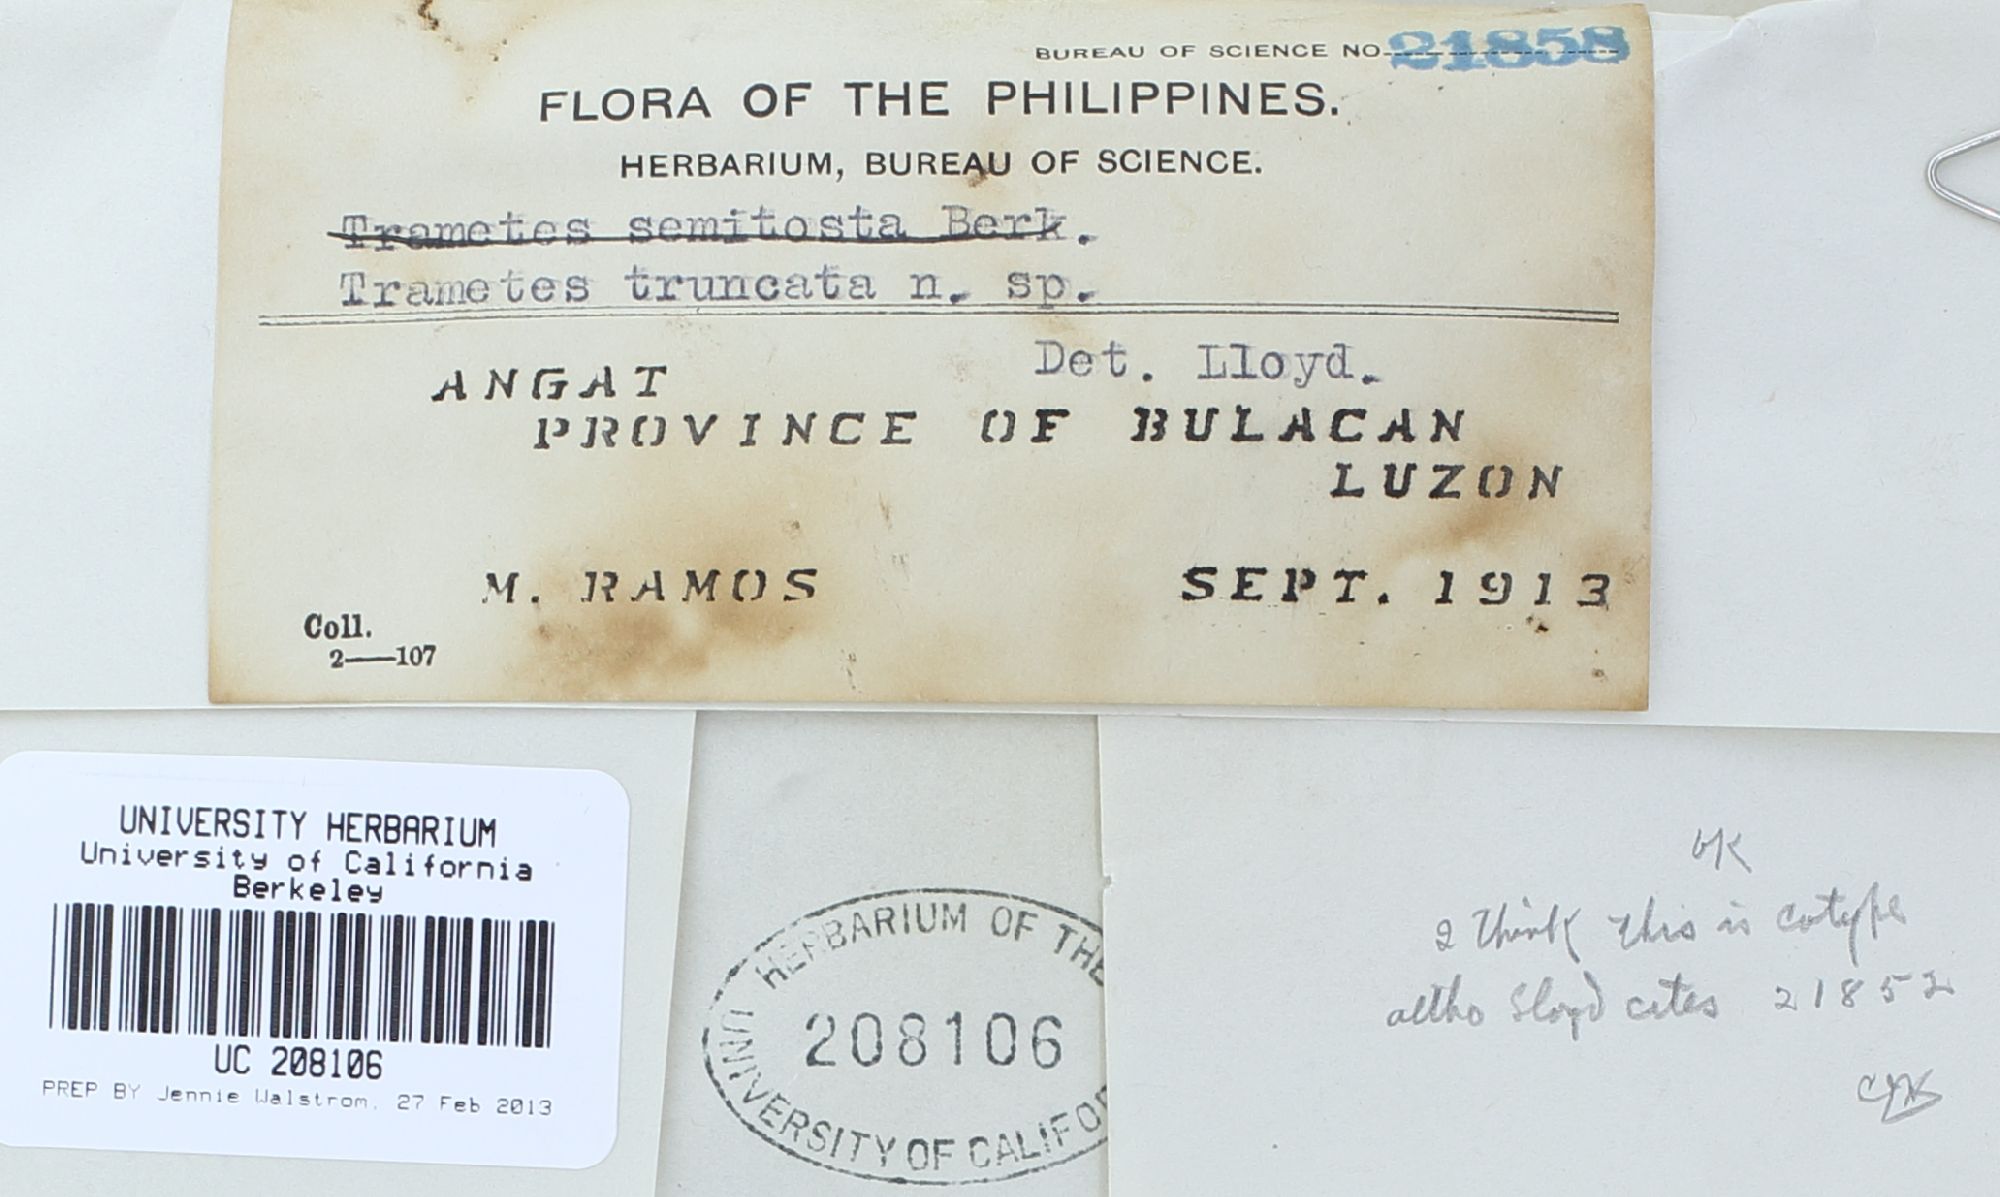 BUREAU OF SCIENCE NO. 21858
FLORA OF THE PHILIPPINES.
HERBARIUM, BUREAU OF SCIENCE.
Trametes semitosta Berk.
Trametes truncata n. sp.
Det. Lloyd.
ANGAT
PROVINCE OF BULACAN
LUZON
M. RAMOS SEPT. 1913
Coll.
2—107
UNIVERSITY HERBARIUM
University of California
Berkeley
UC 208106
PREP BY Jennie Walstrom, 27 Feb 2013
HERBARIUM OF THE
208106
UNIVERSITY OF CALIFO
OK
I think this is cotype
altho Lloyd cites 21852